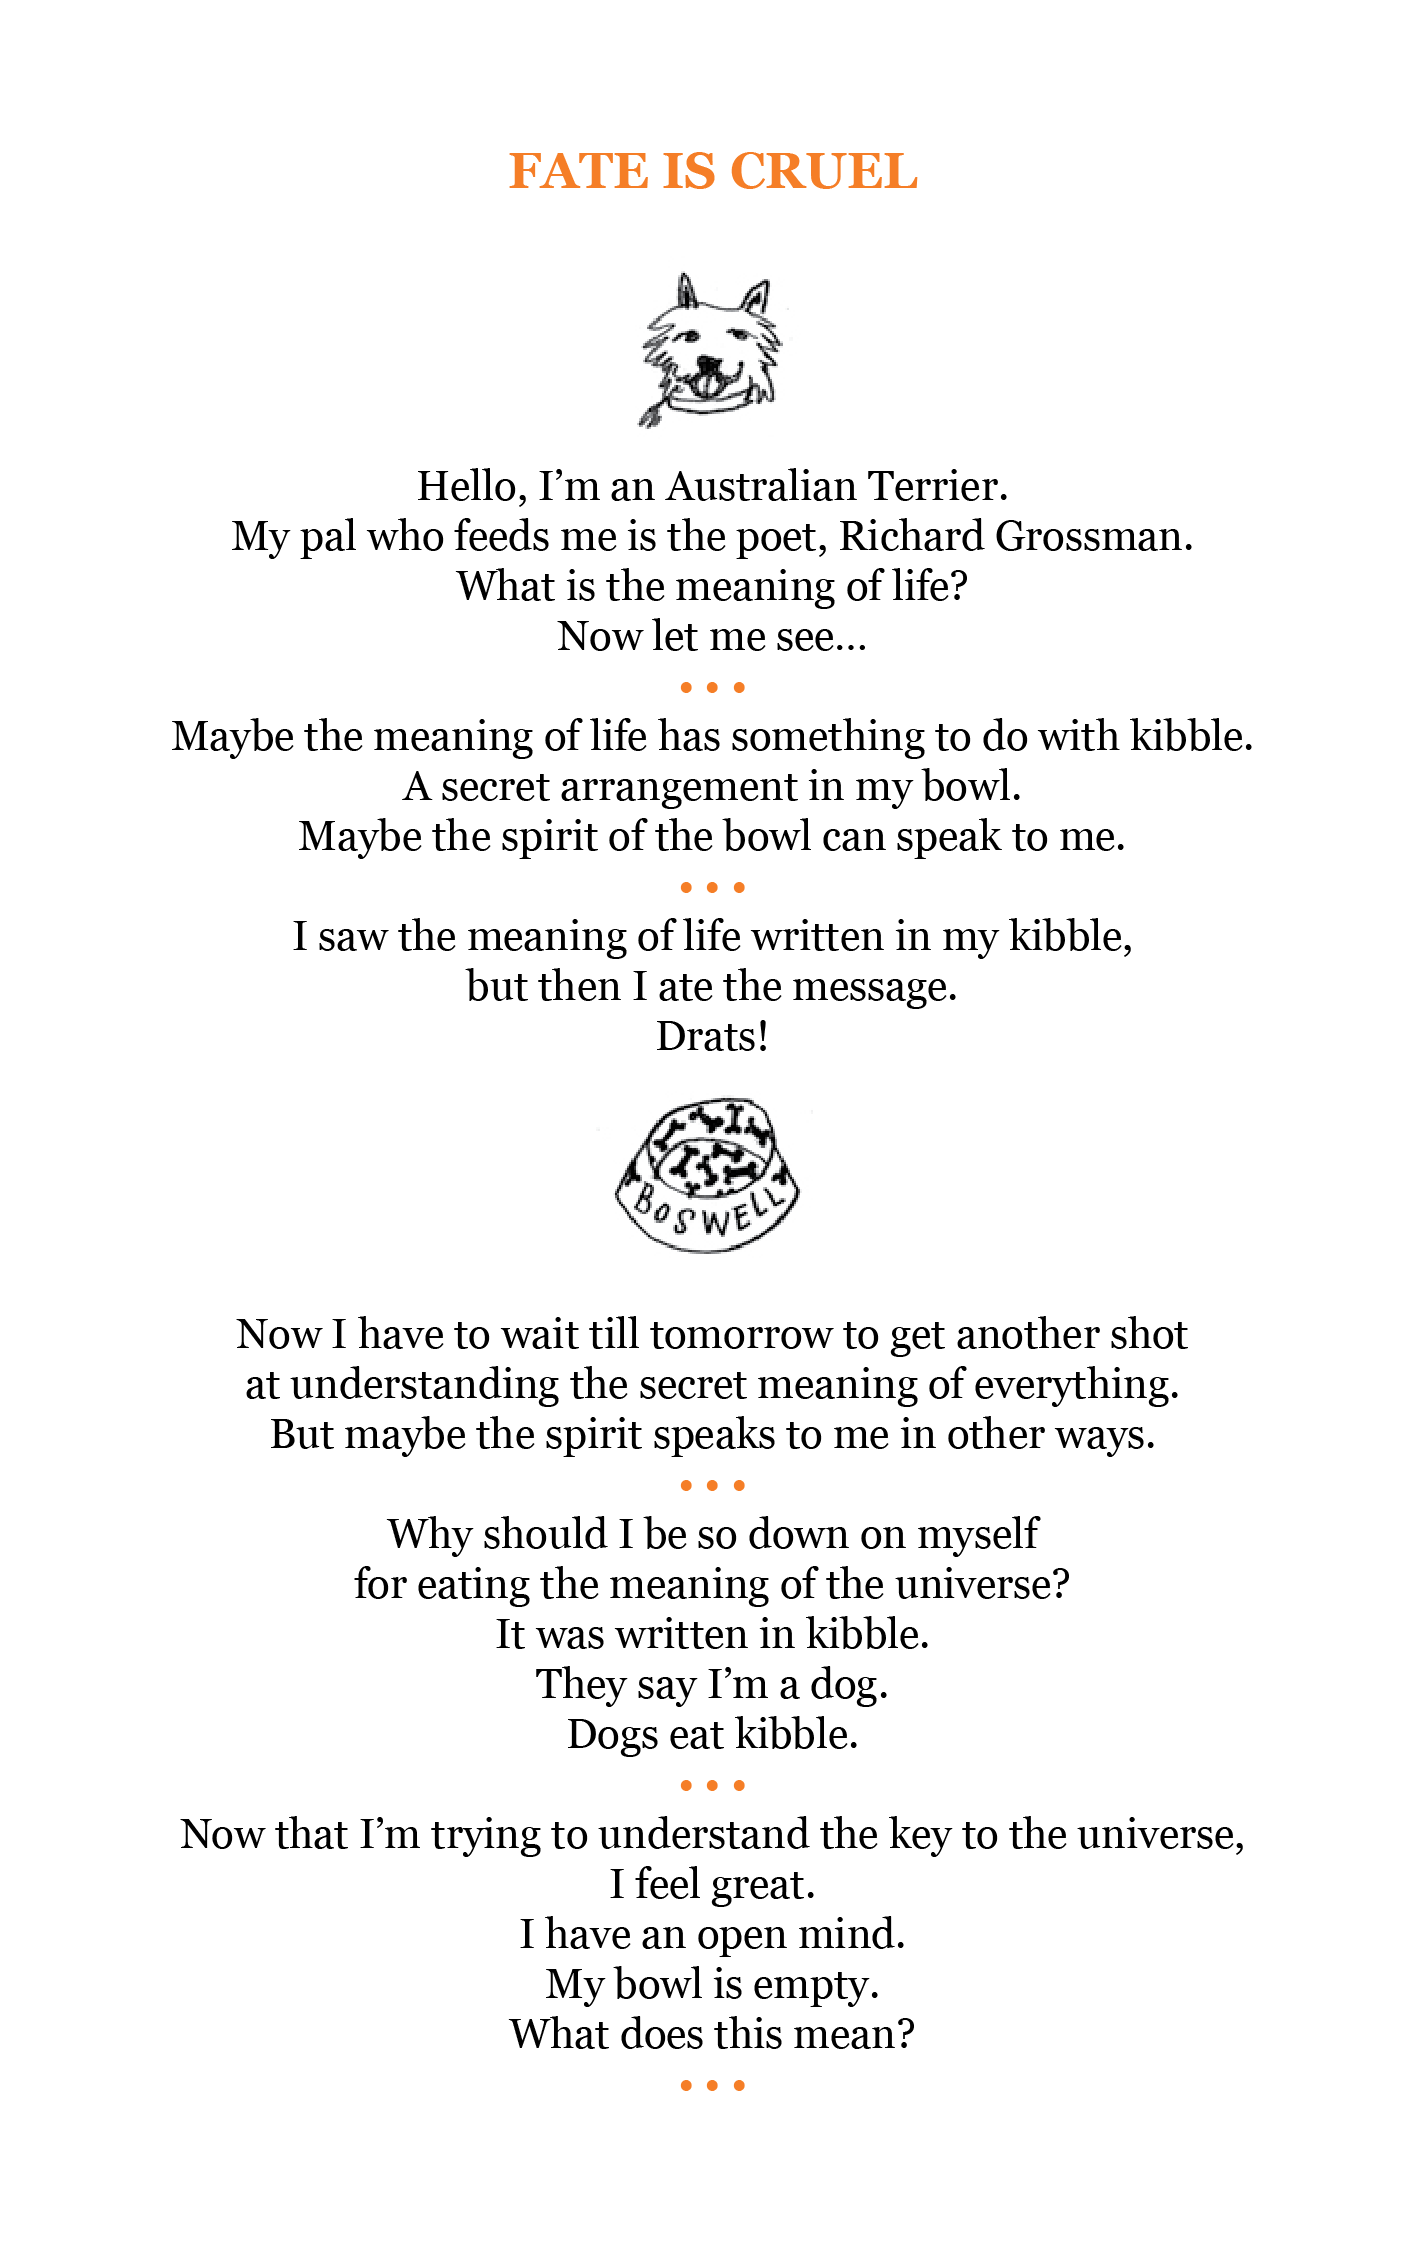 FATE IS CRUEL
Hello, I’m an Australian Terrier.
My pal who feeds me is the poet, Richard Grossman.
What is the meaning of life?
Now let me see...
• • •
Maybe the meaning of life has something to do with kibble.
A secret arrangement in my bowl.
Maybe the spirit of the bowl can speak to me.
• • •
I saw the meaning of life written in my kibble,
but then I ate the message.
Drats!
BOSWELL
Now I have to wait till tomorrow to get another shot
at understanding the secret meaning of everything.
But maybe the spirit speaks to me in other ways.
• • •
Why should I be so down on myself
for eating the meaning of the universe?
It was written in kibble.
They say I’m a dog.
Dogs eat kibble.
• • •
Now that I’m trying to understand the key to the universe,
I feel great.
I have an open mind.
My bowl is empty.
What does this mean?
• • •